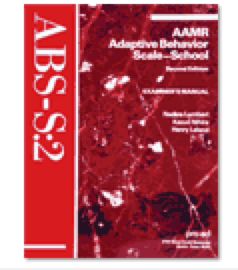 ABS-S:2
AAMR
Adaptive Behavior
Scale—School
Second Edition
EXAMINER'S MANUAL
Nadine Lambert
Kazuo Nihira
Henry Leland